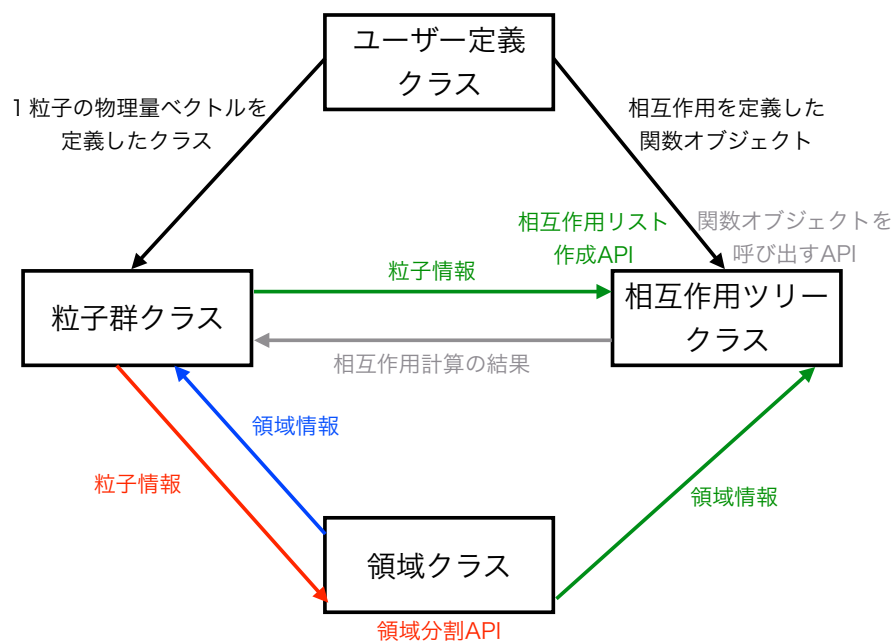 ユーザー定義
クラス
1粒子の物理量ベクトルを
定義したクラス
相互作用を定義した
関数オブジェクト
相互作用リスト
作成API
関数オブジェクトを
呼び出すAPI
粒子情報
粒子群クラス
相互作用ツリー
クラス
相互作用計算の結果
領域情報
粒子情報
領域情報
領域クラス
領域分割API